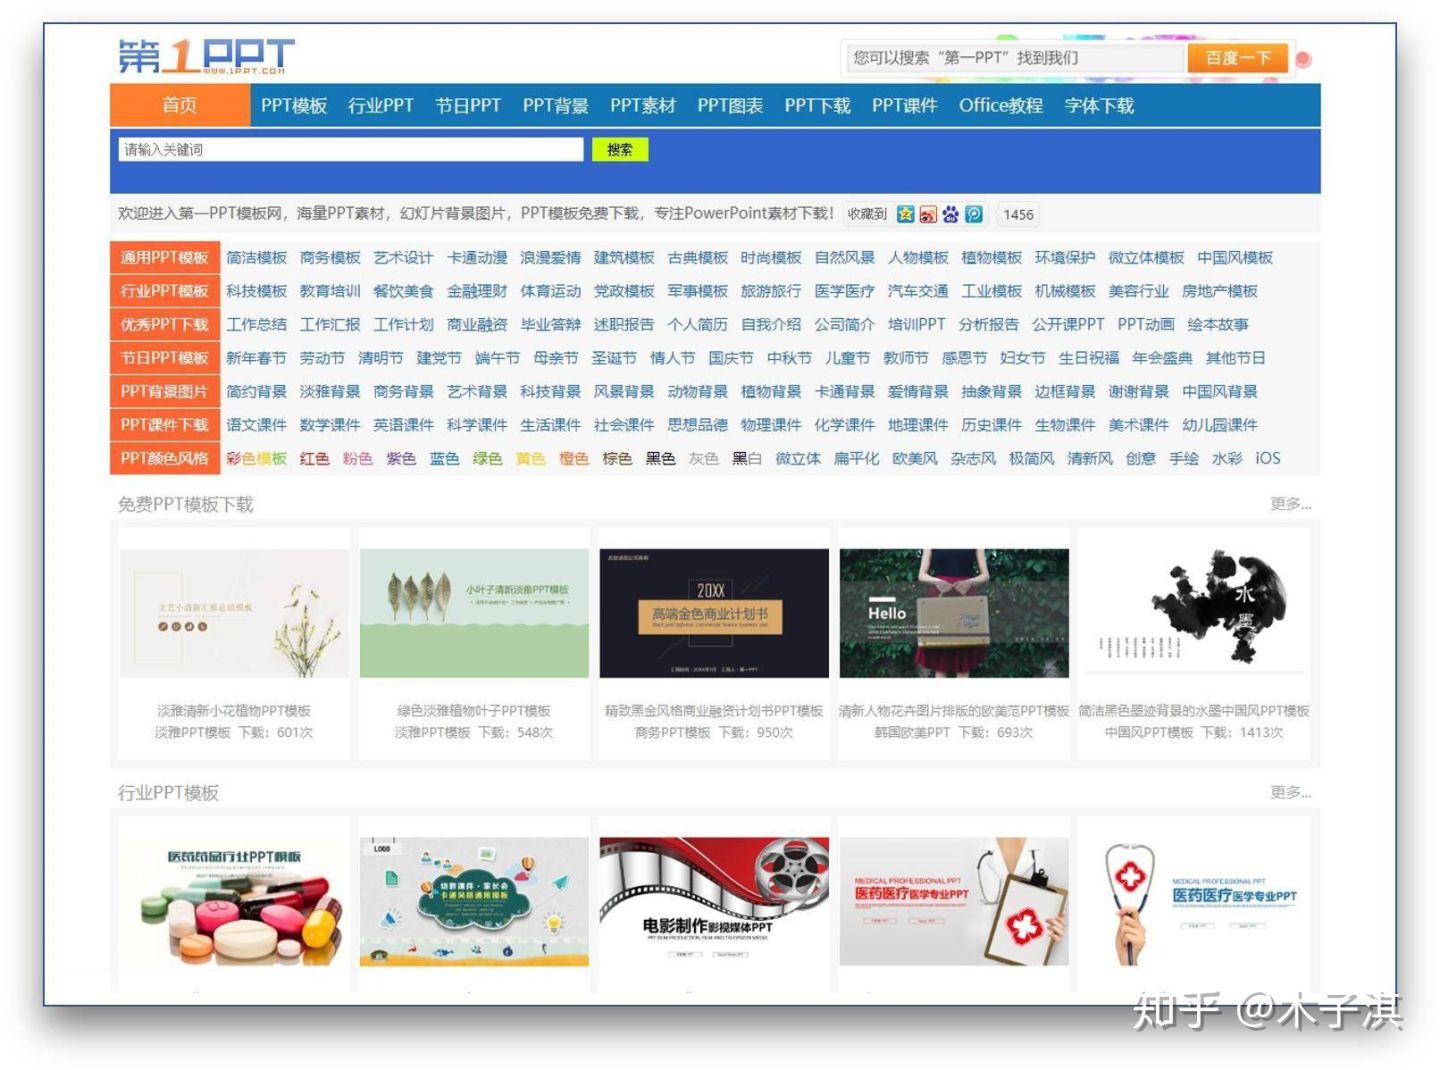 第1PPT
WWW.1PPT.COM
您可以搜索“第一PPT”找到我们 百度一下
首页 PPT模板 行业PPT 节日PPT PPT背景 PPT素材 PPT图表 PPT下载 PPT课件 Office教程 字体下载
请输入关键词 搜索
欢迎进入第一PPT模板网，海量PPT素材，幻灯片背景图片，PPT模板免费下载，专注PowerPoint素材下载！ 收藏到 1456
通用PPT模板 简洁模板 商务模板 艺术设计 卡通动漫 浪漫爱情 建筑模板 古典模板 时尚模板 自然风景 人物模板 植物模板 环境保护 微立体模板 中国风模板
行业PPT模板 科技模板 教育培训 餐饮美食 金融理财 体育运动 党政模板 军事模板 旅游旅行 医学医疗 汽车交通 工业模板 机械模板 美容行业 房地产模板
优秀PPT下载 工作总结 工作汇报 工作计划 商业融资 毕业答辩 述职报告 个人简历 自我介绍 公司简介 培训PPT 分析报告 公开课PPT PPT动画 绘本故事
节日PPT模板 新年春节 劳动节 清明节 建党节 端午节 母亲节 圣诞节 情人节 国庆节 中秋节 儿童节 教师节 感恩节 妇女节 生日祝福 年会盛典 其他节日
PPT背景图片 简约背景 淡雅背景 商务背景 艺术背景 科技背景 风景背景 动物背景 植物背景 卡通背景 爱情背景 抽象背景 边框背景 谢谢背景 中国风背景
PPT课件下载 语文课件 数学课件 英语课件 科学课件 生活课件 社会课件 思想品德 物理课件 化学课件 地理课件 历史课件 生物课件 美术课件 幼儿园课件
PPT颜色风格 彩色模板 红色 粉色 紫色 蓝色 绿色 黄色 橙色 棕色 黑色 灰色 黑白 微立体 扁平化 欧美风 杂志风 极简风 清新风 创意 手绘 水彩 iOS
免费PPT模板下载 更多...
文艺小清新汇报总结模板
小叶子清新淡雅PPT模板
20XX
高端金色商业计划书
Hello
水墨
淡雅清新小花植物PPT模板 绿色淡雅植物叶子PPT模板 精致黑金风格商业融资计划书PPT模板 清新人物花卉图片排版的欧美范PPT模板 简洁黑色墨迹背景的水墨中国风PPT模板
淡雅PPT模板 下载：601次 淡雅PPT模板 下载：548次 商务PPT模板 下载：950次 韩国欧美PPT 下载：693次 中国风PPT模板 下载：1413次
行业PPT模板 更多...
医药药品行业PPT模板
LOGO
幼教课件·家长会
卡通风格通用模板
电影制作影视媒体PPT
MEDICAL PROFESSIONAL PPT
医药医疗医学专业PPT
MEDICAL PROFESSIONAL PPT
医药医疗医学专业PPT
知乎 @木子淇